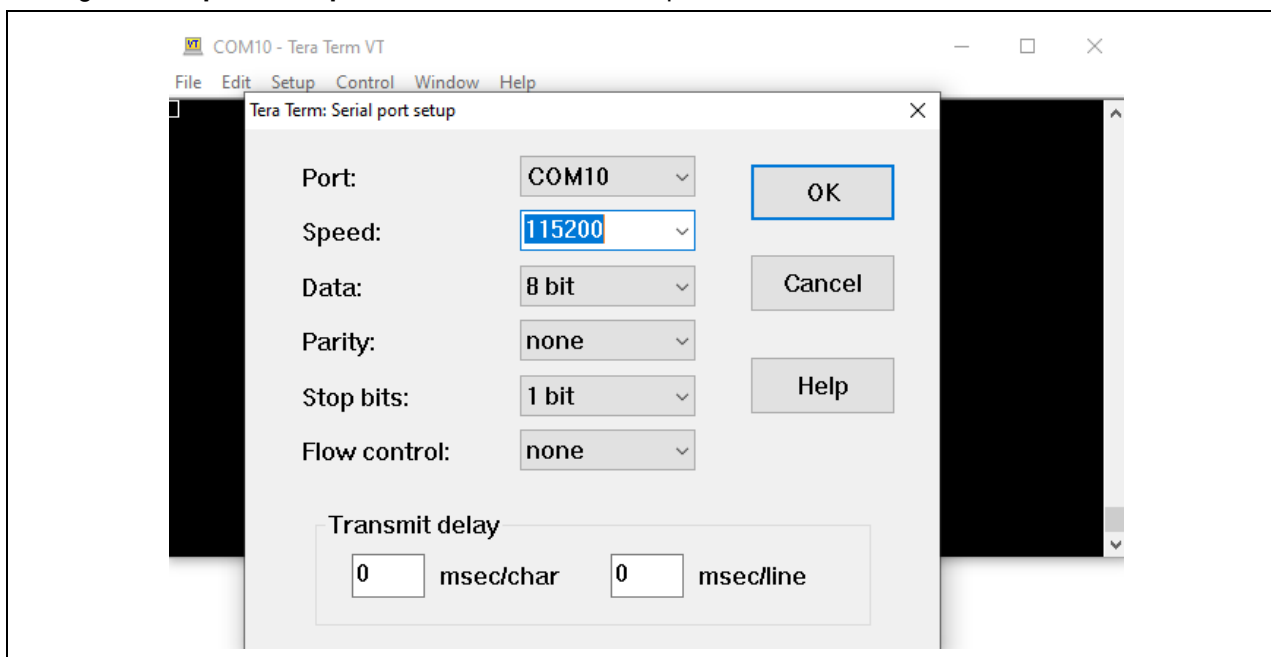 COM10 - Tera Term VT
File Edit Setup Control Window Help
Tera Term: Serial port setup
Port: COM10 OK
Speed: 115200
Data: 8 bit Cancel
Parity: none
Stop bits: 1 bit Help
Flow control: none
Transmit delay
0 msec/char 0 msec/line